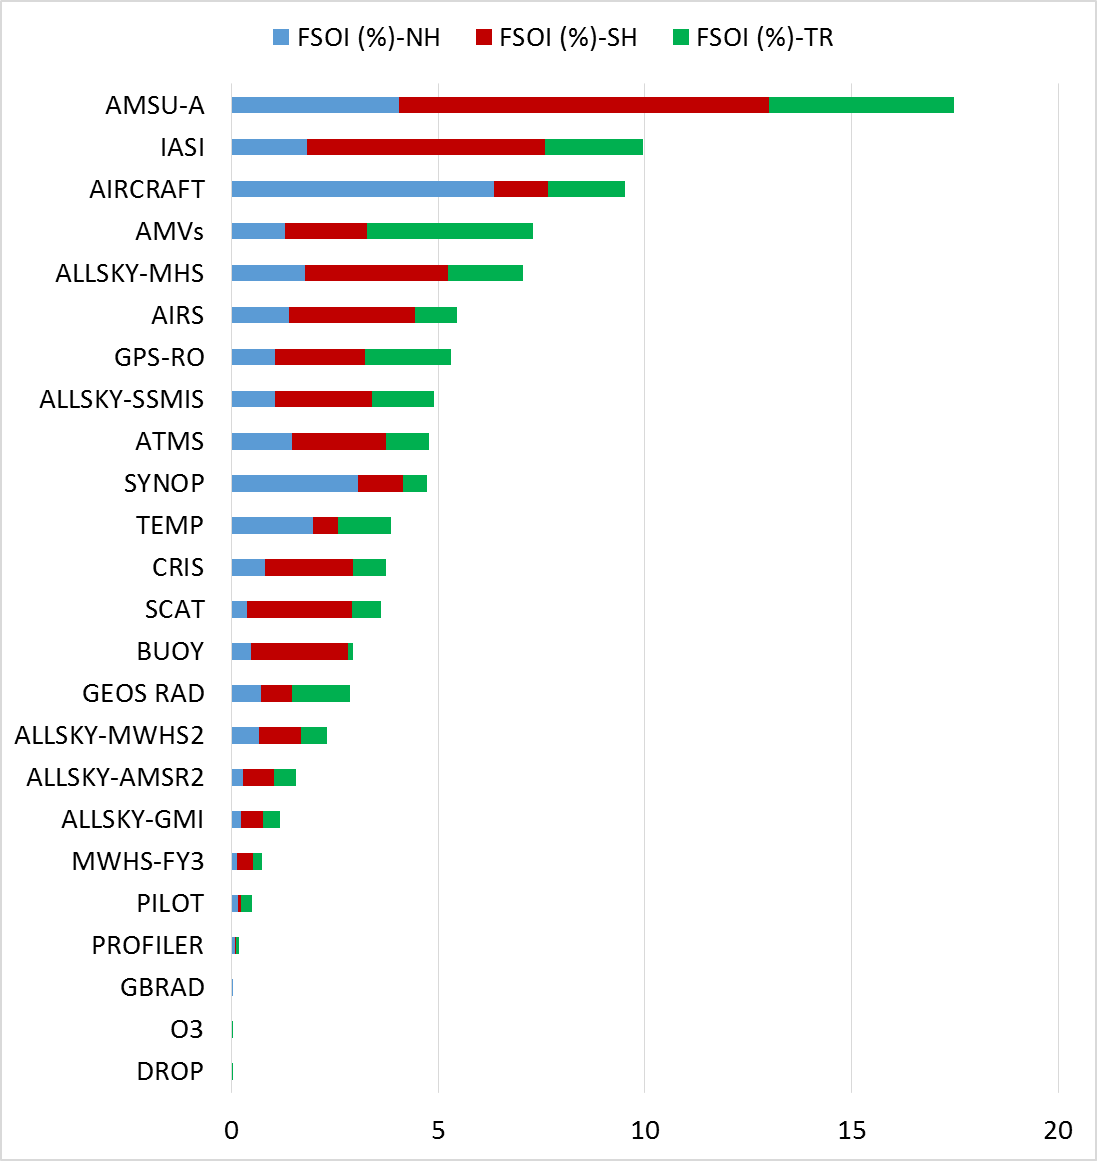 FSOI (%)-NH FSOI (%)-SH FSOI (%)-TR
AMSU-A
IASI
AIRCRAFT
AMVs
ALLSKY-MHS
AIRS
GPS-RO
ALLSKY-SSMIS
ATMS
SYNOP
TEMP
CRIS
SCAT
BUOY
GEOS RAD
ALLSKY-MWHS2
ALLSKY-AMSR2
ALLSKY-GMI
MWHS-FY3
PILOT
PROFILER
GBRAD
O3
DROP
0 5 10 15 20